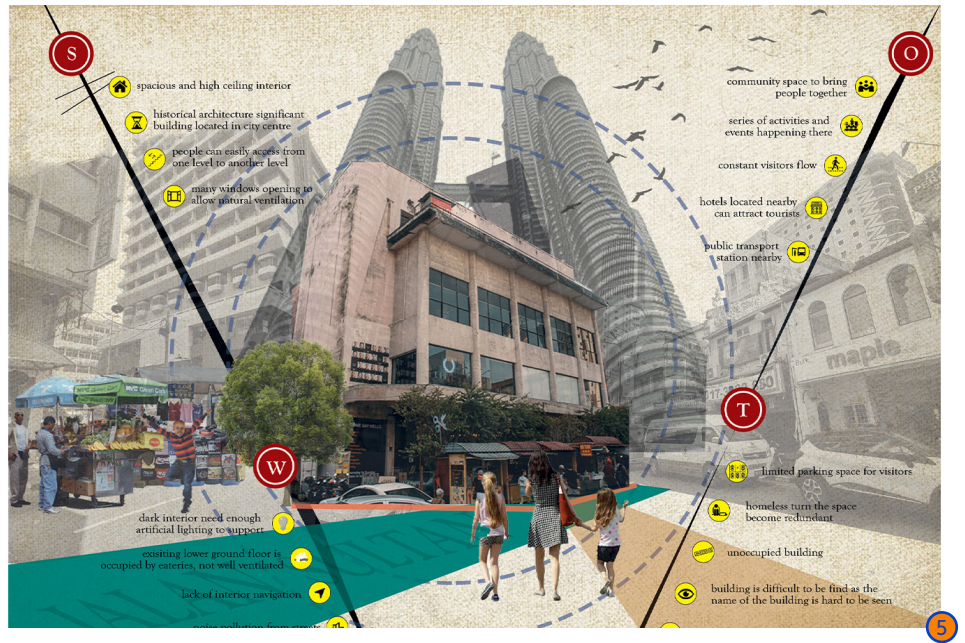 S
spacious and high ceiling interior
historical architecture significant
building located in city centre
people can easily access from
one level to another level
many windows opening to
allow natural ventilation
O
community space to bring
people together
series of activities and
events happening there
constant visitors flow
hotels located nearby
can attract tourists
public transport
station nearby
W
dark interior need enough
artificial lighting to support
exisiting lower ground floor is
occupied by eateries, not well ventilated
lack of interior navigation
noise pollution from streets
T
limited parking space for visitors
homeless turn the space
become redundant
unoccupied building
building is difficult to be find as the
name of the building is hard to be seen
5